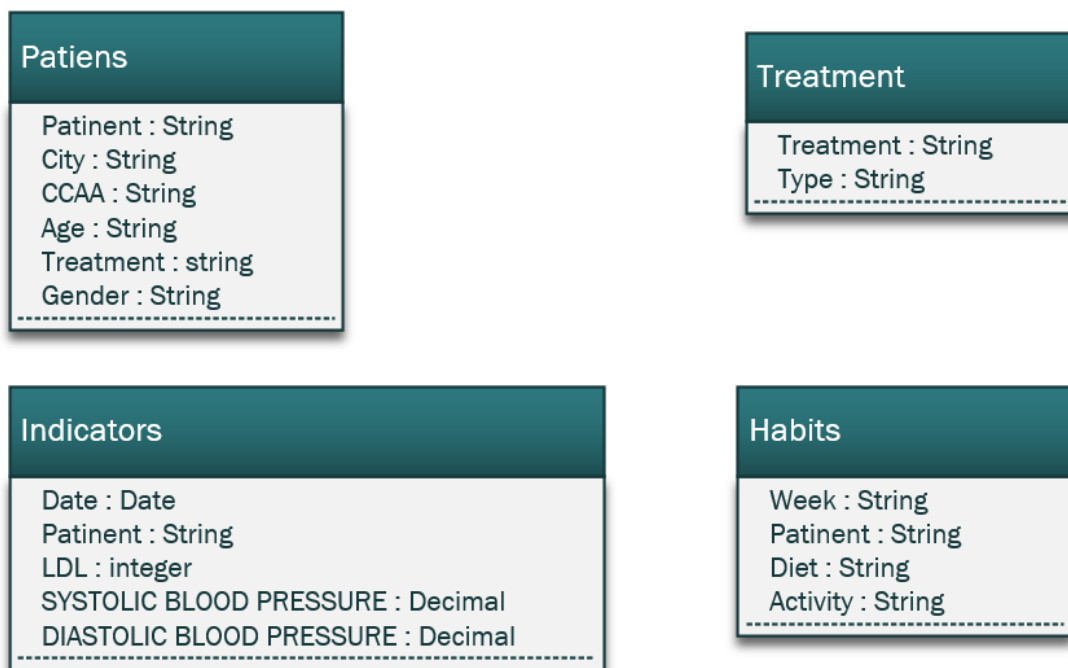 Patiens
Patinent : String
City : String
CCAA : String
Age : String
Treatment : string
Gender : String
Treatment
Treatment : String
Type : String
Indicators
Date : Date
Patinent : String
LDL : integer
SYSTOLIC BLOOD PRESSURE : Decimal
DIASTOLIC BLOOD PRESSURE : Decimal
Habits
Week : String
Patinent : String
Diet : String
Activity : String